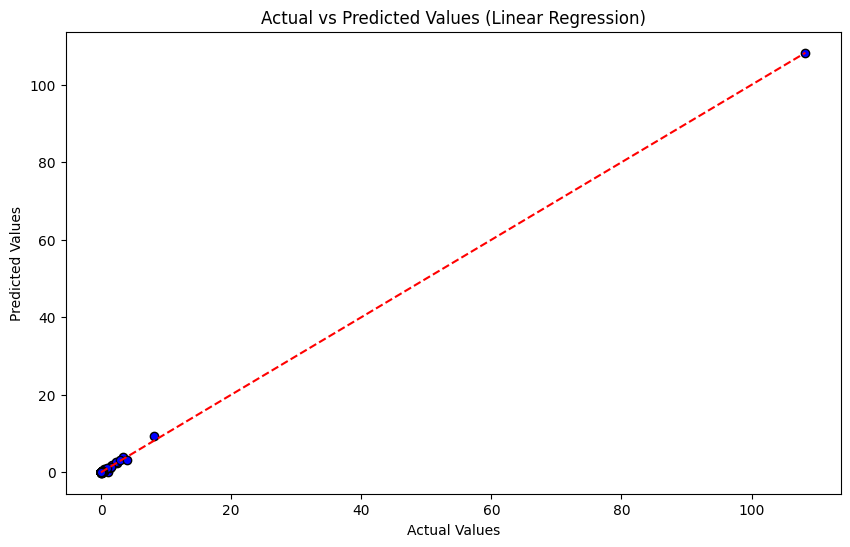 Actual vs Predicted Values (Linear Regression)
Predicted Values
100
80
60
40
20
0
0 20 40 60 80 100
Actual Values